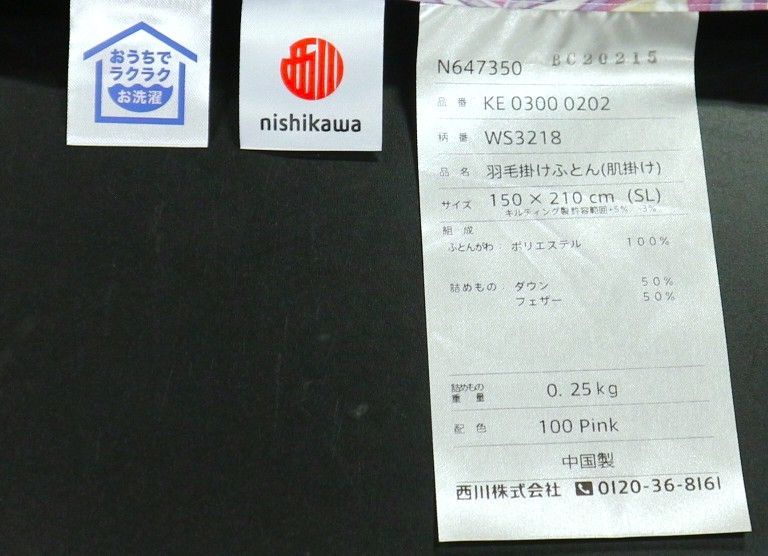 おうちで
ラクラク
お洗濯
西川
nishikawa
N647350 BC20215
品番 KE 0300 0202
柄番 WS3218
品名 羽毛掛けふとん(肌掛け)
サイズ 150 × 210 cm (SL)
キルティング製許容範囲+5% -3%
組成
ふとんがわ: ポリエステル 100%
詰めもの: ダウン 50%
フェザー 50%
詰めもの
重量 0.25kg
配色 100 Pink
中国製
西川株式会社 0120-36-8161